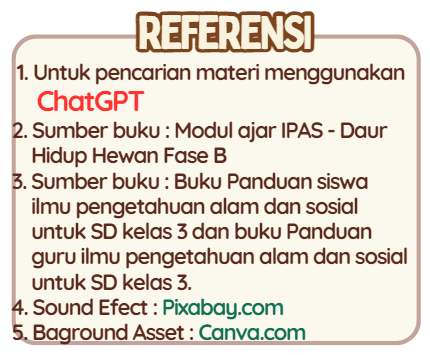 REFERENSI
1. Untuk pencarian materi menggunakan
ChatGPT
2. Sumber buku : Modul ajar IPAS - Daur
Hidup Hewan Fase B
3. Sumber buku : Buku Panduan siswa
ilmu pengetahuan alam dan sosial
untuk SD kelas 3 dan buku Panduan
guru ilmu pengetahuan alam dan sosial
untuk SD kelas 3.
4. Sound Efect : Pixabay.com
5. Baground Asset : Canva.com